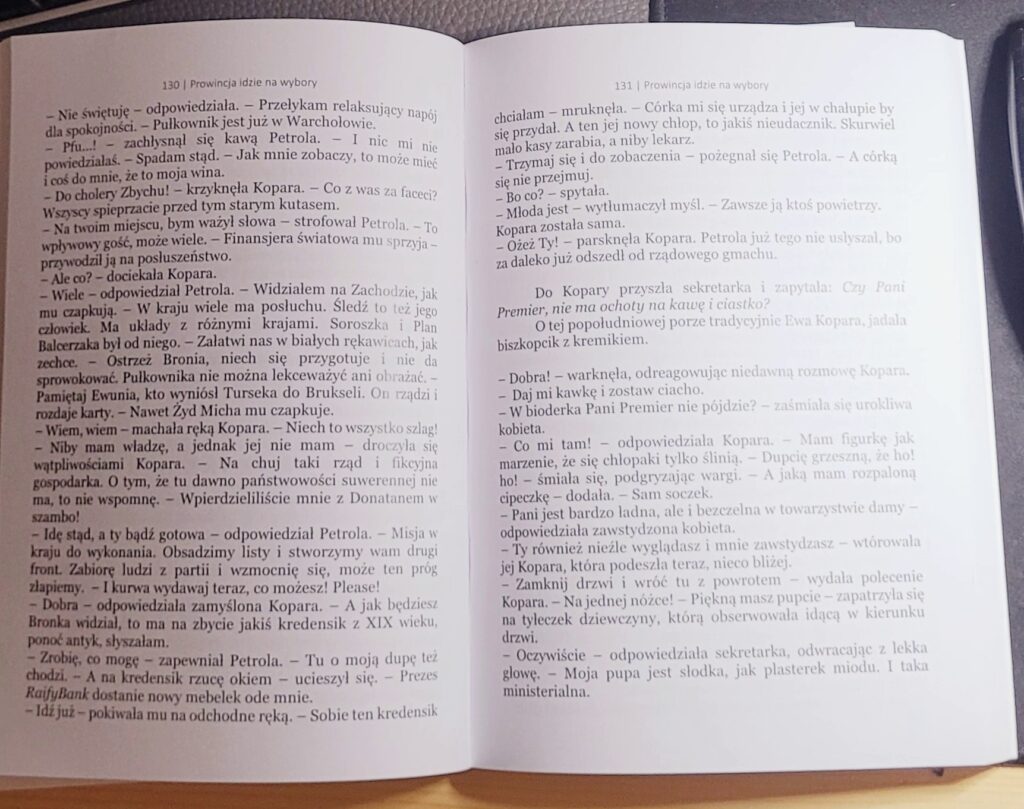 130 | Prowincja idzie na wybory
– Nie świętuję – odpowiedziała. – Przełykam relaksujący napój
dla spokojności. – Pułkownik jest już w Warchołowie.
– Pfu...! – zachłysnął się kawą Petrola. – I nic mi nie
powiedziałaś. – Spadam stąd. – Jak mnie zobaczy, to może mieć
i coś do mnie, że to moja wina.
– Do cholery Zbychu! – krzyknęła Kopara. – Co z was za faceci?
Wszyscy spieprzacie przed tym starym kutasem.
– Na twoim miejscu, bym ważył słowa – strofował Petrola. – To
wpływowy gość, może wiele. – Finansjera światowa mu sprzyja –
przywodził ją na posłuszeństwo.
– Ale co? – dociekała Kopara.
– Wiele – odpowiedział Petrola. – Widziałem na Zachodzie, jak
mu czapkują. – W kraju wiele ma posłuchu. Śledź to też jego
człowiek. Ma układy z różnymi krajami. Soroszka i Plan
Balcerzaka był od niego. – Załatwi nas w białych rękawicach, jak
zechce. – Ostrzeż Bronia, niech się przygotuje i nie da
sprowokować. Pułkownika nie można lekceważyć ani obrażać. –
Pamiętaj Ewunia, kto wyniósł Turseka do Brukseli. On rządzi i
rozdaje karty. – Nawet Żyd Micha mu czapkuje.
– Wiem, wiem – machała ręką Kopara. – Niech to wszystko szlag!
– Niby mam władzę, a jednak jej nie mam – droczyła się
wątpliwościami Kopara. – Na chuj taki rząd i fikcyjna
gospodarka. O tym, że tu dawno państwowości suwerennej nie
ma, to nie wspomnę. – Wpierdzieliliście mnie z Donatanem w
szambo!
– Idę stąd, a ty bądź gotowa – odpowiedział Petrola. – Misja w
kraju do wykonania. Obsadzimy listy i stworzymy wam drugi
front. Zabiorę ludzi z partii i wzmocnię się, może ten próg
złapiemy. – I kurwa wydawaj teraz, co możesz! Please!
– Dobra – odpowiedziała zamyślona Kopara. – A jak będziesz
Bronka widział, to ma na zbycie jakiś kredensik z XIX wieku,
ponoć antyk, słyszałam.
– Zrobię, co mogę – zapewniał Petrola. – Tu o moją dupę też
chodzi. – A na kredensik rzucę okiem – ucieszył się. – Prezes
RaifyBank dostanie nowy mebelek ode mnie.
– Idź już – pokiwała mu na odchodne ręką. – Sobie ten kredensik
131 | Prowincja idzie na wybory
chciałam – mruknęła. – Córka mi się urządza i jej w chałupie by
się przydał. A ten jej nowy chłop, to jakiś nieudacznik. Skurwiel
mało kasy zarabia, a niby lekarz.
– Trzymaj się i do zobaczenia – pożegnał się Petrola. – A córką
się nie przejmuj.
– Bo co? – spytała.
– Młoda jest – wytłumaczył myśl. – Zawsze ją ktoś powietrzy.
Kopara została sama.
– Ożeż Ty! – parsknęła Kopara. Petrola już tego nie usłyszał, bo
za daleko już odszedł od rządowego gmachu.
Do Kopary przyszła sekretarka i zapytała: Czy Pani
Premier, nie ma ochoty na kawę i ciastko?
O tej popołudniowej porze tradycyjnie Ewa Kopara, jadała
biszkopcik z kremikiem.
– Dobra! – warknęła, odreagowując niedawną rozmowę Kopara.
– Daj mi kawkę i zostaw ciacho.
– W bioderka Pani Premier nie pójdzie? – zaśmiała się urokliwa
kobieta.
– Co mi tam! – odpowiedziała Kopara. – Mam figurkę jak
marzenie, że się chłopaki tylko ślinią. – Dupcię grzeszną, że ho!
ho! – śmiała się, podgryzając wargi. – A jaką mam rozpaloną
cipeczkę – dodała. – Sam soczek.
– Pani jest bardzo ładna, ale i bezczelna w towarzystwie damy –
odpowiedziała zawstydzona kobieta.
– Ty również nieźle wyglądasz i mnie zawstydzasz – wtórowała
jej Kopara, która podeszła teraz, nieco bliżej.
– Zamknij drzwi i wróć tu z powrotem – wydała polecenie
Kopara. – Na jednej nóżce! – Piękną masz pupcie – zapatrzyła się
na tyłeczek dziewczyny, którą obserwowała idącą w kierunku
drzwi.
– Oczywiście – odpowiedziała sekretarka, odwracając z lekka
głowę. – Moja pupa jest słodka, jak plasterek miodu. I taka
ministerialna.